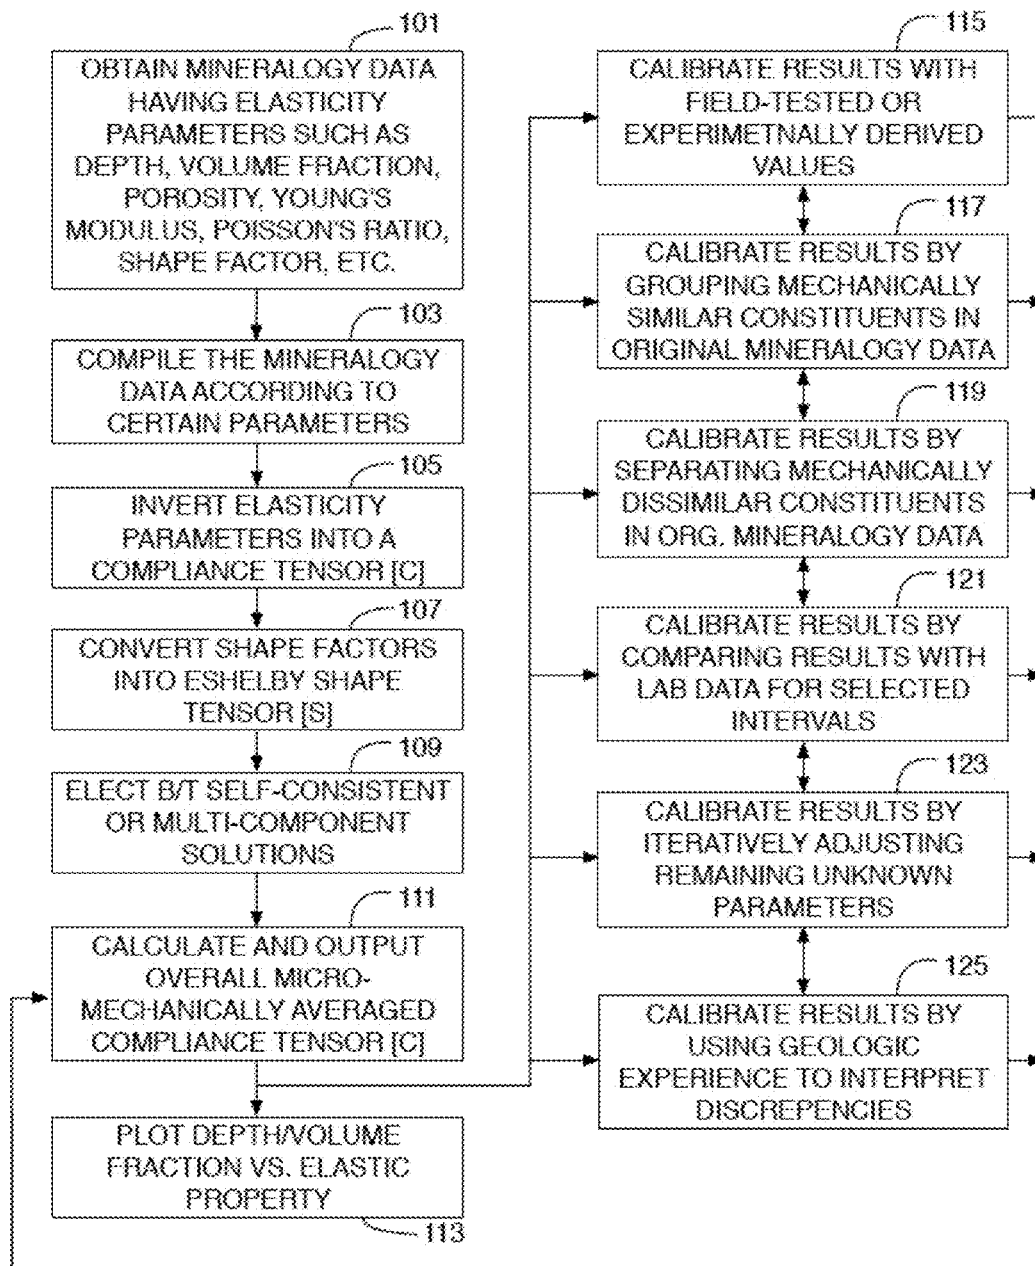 101
OBTAIN MINERALOGY DATA
HAVING ELASTICITY
PARAMETERS SUCH AS
DEPTH, VOLUME FRACTION,
POROSITY, YOUNG'S
MODULUS, POISSON'S RATIO,
SHAPE FACTOR, ETC.
103
COMPILE THE MINERALOGY
DATA ACCORDING TO
CERTAIN PARAMETERS
105
INVERT ELASTICITY
PARAMETERS INTO A
COMPLIANCE TENSOR [C]
107
CONVERT SHAPE FACTORS
INTO ESHELBY SHAPE
TENSOR [S]
109
ELECT B/T SELF-CONSISTENT
OR MULTI-COMPONENT
SOLUTIONS
111
CALCULATE AND OUTPUT
OVERALL MICRO-
MECHANICALLY AVERAGED
COMPLIANCE TENSOR [C]
PLOT DEPTH/VOLUME
FRACTION VS. ELASTIC
PROPERTY
113
115
CALIBRATE RESULTS WITH
FIELD-TESTED OR
EXPERIMETNALLY DERIVED
VALUES
117
CALIBRATE RESULTS BY
GROUPING MECHANICALLY
SIMILAR CONSTITUENTS IN
ORIGINAL MINERALOGY DATA
119
CALIBRATE RESULTS BY
SEPARATING MECHANICALLY
DISSIMILAR CONSTITUENTS
IN ORG. MINERALOGY DATA
121
CALIBRATE RESULTS BY
COMPARING RESULTS WITH
LAB DATA FOR SELECTED
INTERVALS
123
CALIBRATE RESULTS BY
ITERATIVELY ADJUSTING
REMAINING UNKNOWN
PARAMETERS
125
CALIBRATE RESULTS BY
USING GEOLOGIC
EXPERIENCE TO INTERPRET
DISCREPENCIES